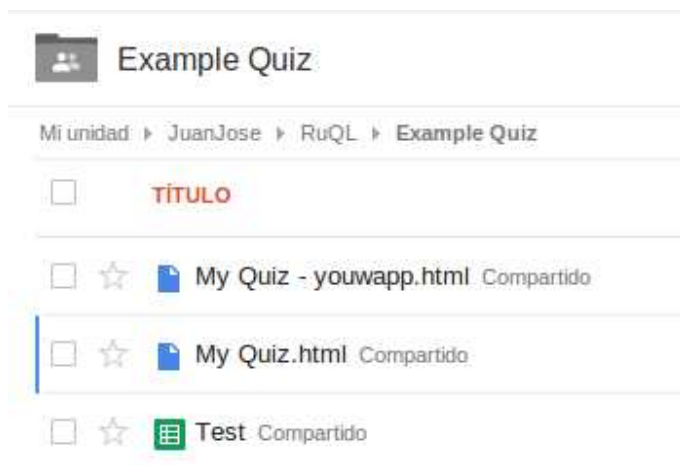 Example Quiz
Mi unidad JuanJose RuQL Example Quiz
TÍTULO
My Quiz - youwapp.html Compartido
My Quiz.html Compartido
Test Compartido